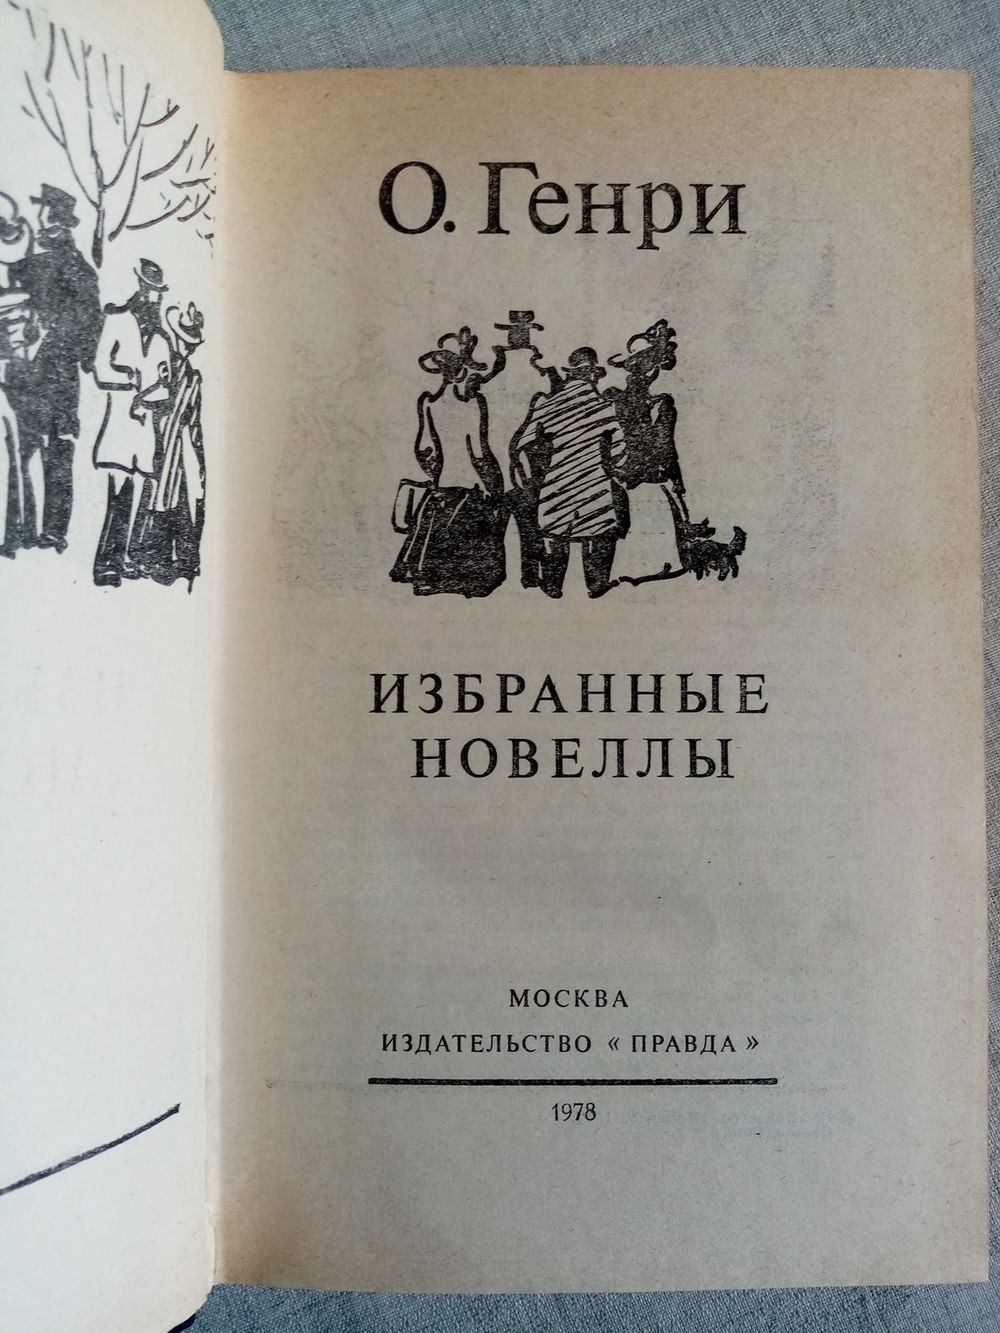 О. Генри
ИЗБРАННЫЕ
НОВЕЛЛЫ
МОСКВА
ИЗДАТЕЛЬСТВО « ПРАВДА »
1978